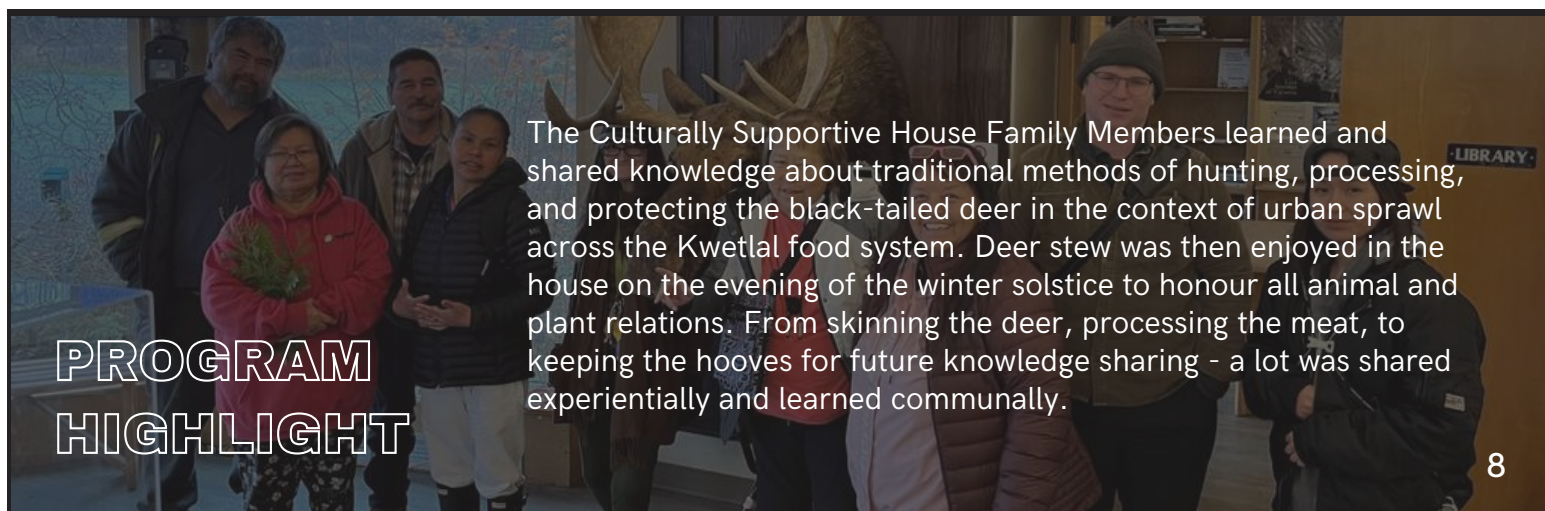 The Culturally Supportive House Family Members learned and
shared knowledge about traditional methods of hunting, processing,
and protecting the black-tailed deer in the context of urban sprawl
across the Kwetlal food system. Deer stew was then enjoyed in the
house on the evening of the winter solstice to honour all animal and
plant relations. From skinning the deer, processing the meat, to
keeping the hooves for future knowledge sharing - a lot was shared
experientially and learned communally.
PROGRAM
HIGHLIGHT
LIBRARY
8